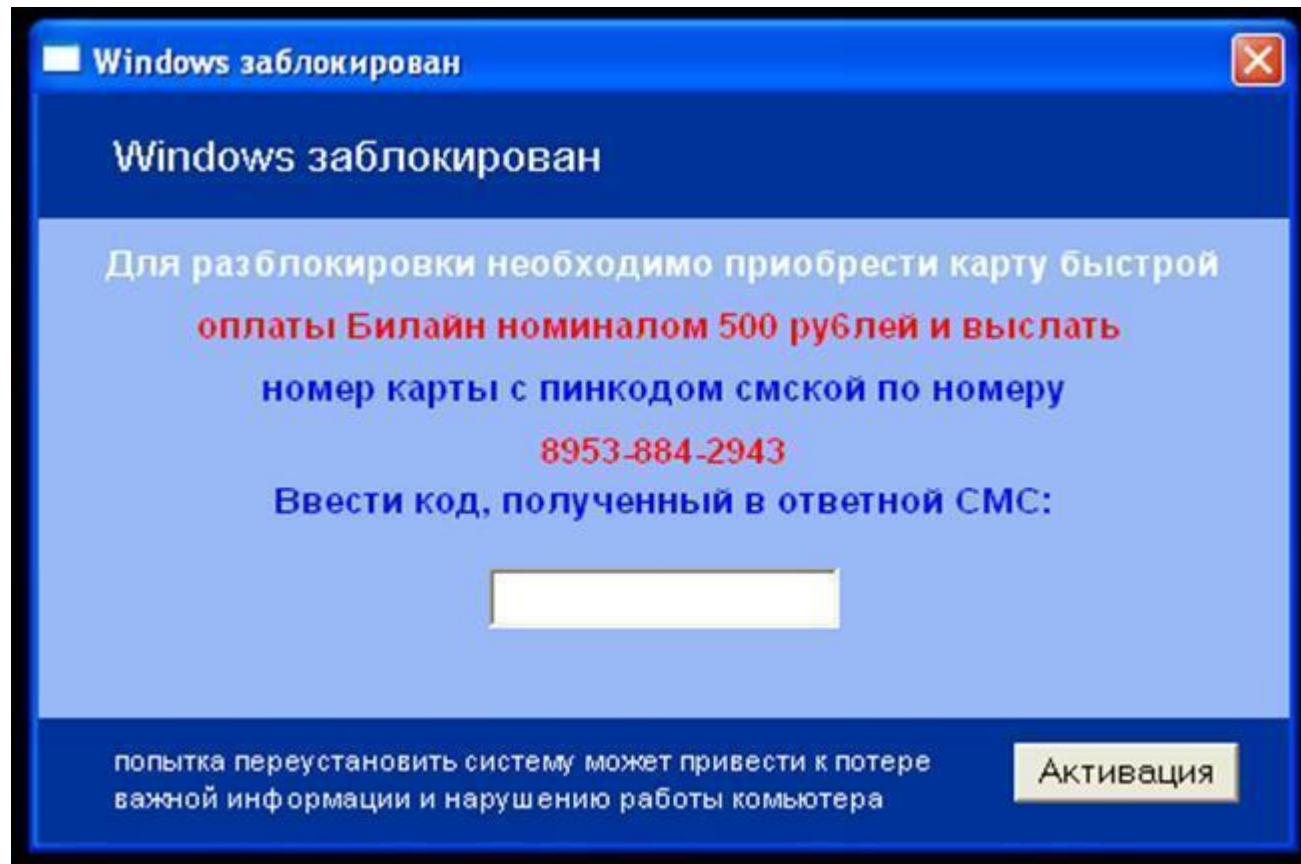 Windows заблокирован
Windows заблокирован
Для разблокировки необходимо приобрести карту быстрой
оплаты Билайн номиналом 500 рублей и выслать
номер карты с пинкодом смской по номеру
8953-884-2943
Ввести код, полученный в ответной СМС:
попытка переустановить систему может привести к потере
важной информации и нарушению работы комьютера
Активация